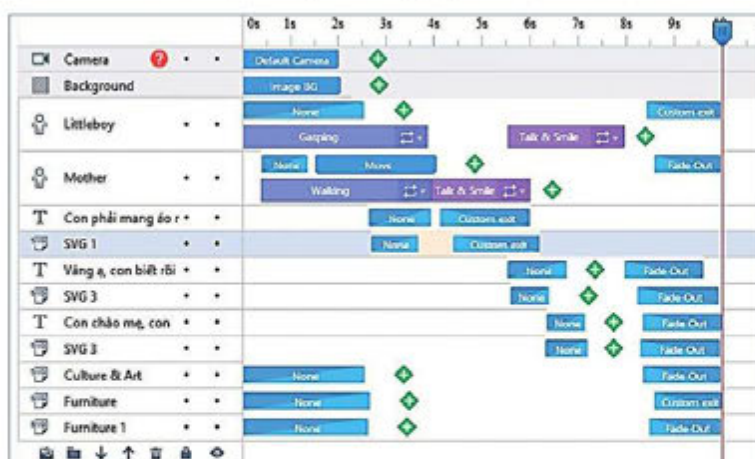 0s 1s 2s 3s 4s 5s 6s 7s 8s 9s
Camera ? Default Camera
Background Image BG
None Custom exit
Littleboy
Gasping Talk & Smile
None Move Fade-Out
Mother
Walking Talk & Smile
T Con phải mang áo r None Custom exit
SVG 1 None Custom exit
T Vâng ạ, con biết rồi None Fade-Out
SVG 3 None Fade-Out
T Con chào mẹ, con None Fade Out
SVG 3 None Fade Out
Culture & Art None Fade Out
Furniture None Custom exit
Furniture 1 None Fade-Out